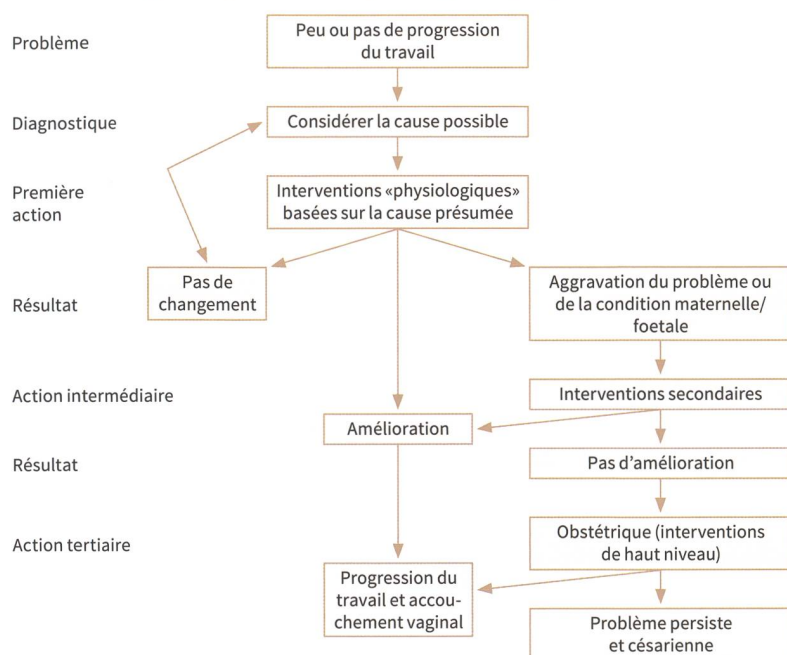 Problème
Peu ou pas de progression
du travail
Diagnostique
Considérer la cause possible
Première
action
Interventions «physiologiques»
basées sur la cause présumée
Résultat
Pas de
changement
Aggravation du problème ou
de la condition maternelle/
foetale
Action intermédiaire
Interventions secondaires
Amélioration
Résultat
Pas d'amélioration
Action tertiaire
Obstétrique (interventions
de haut niveau)
Progression du
travail et accou-
chement vaginal
Problème persiste
et césarienne